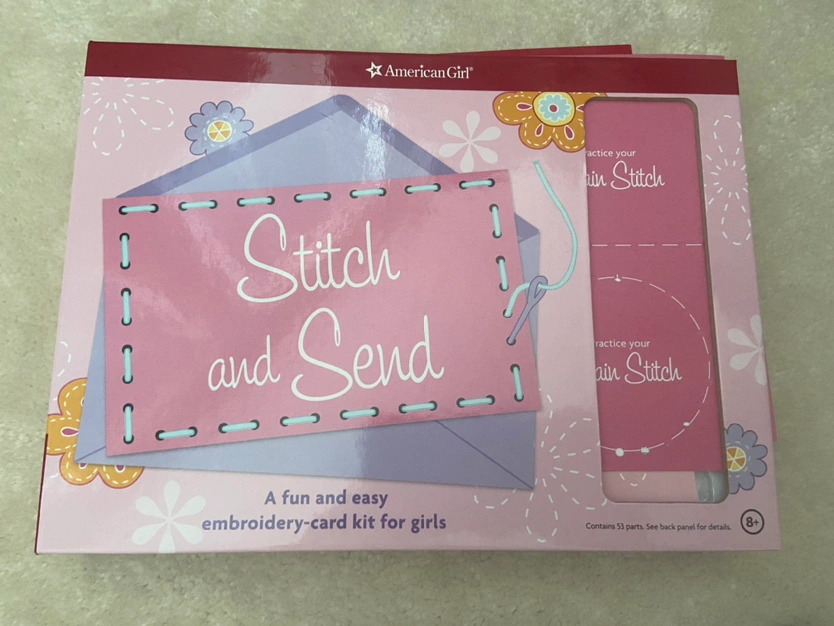 American Girl®
Stitch
and Send
A fun and easy
embroidery-card kit for girls
actice your
ain Stitch
ractice your
ain Stitch
Contains 53 parts. See back panel for details.
8+